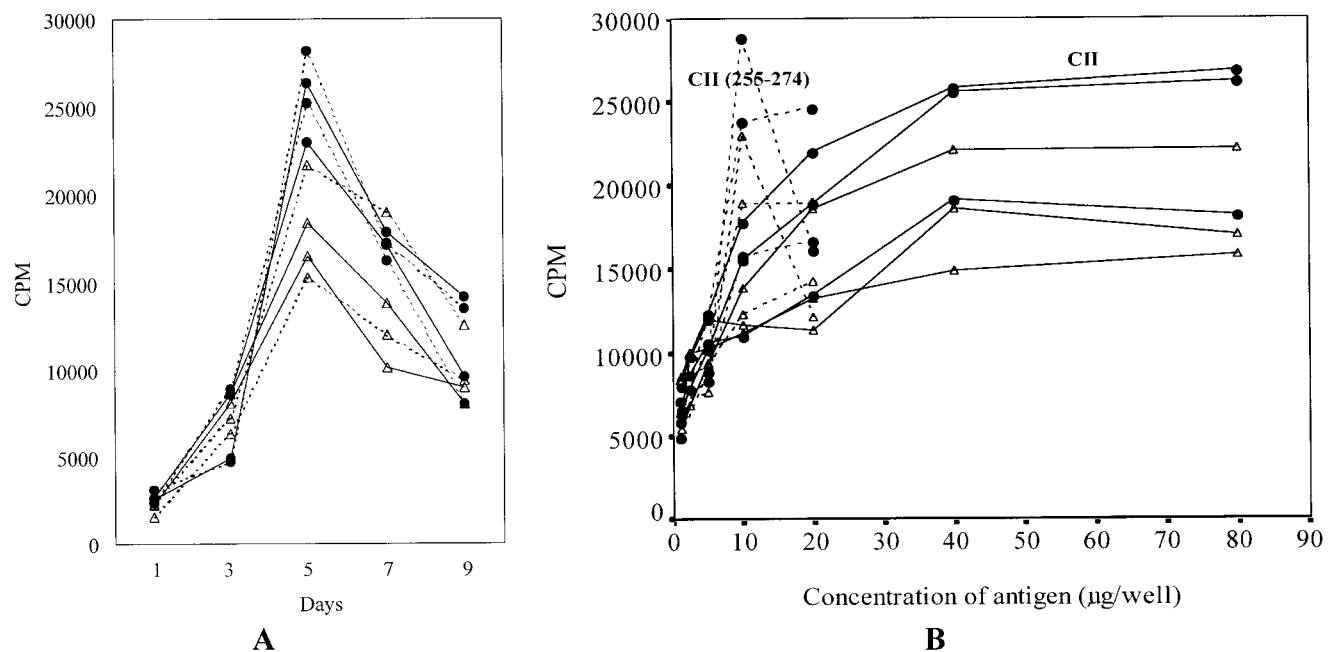 30000
25000
20000
15000
10000
5000
0
CPM
1 3 5 7 9
Days
A
30000
25000
20000
15000
10000
5000
0
CPM
CII (255-274)
CII
0 10 20 30 40 50 60 70 80 90
Concentration of antigen (µg/well)
B